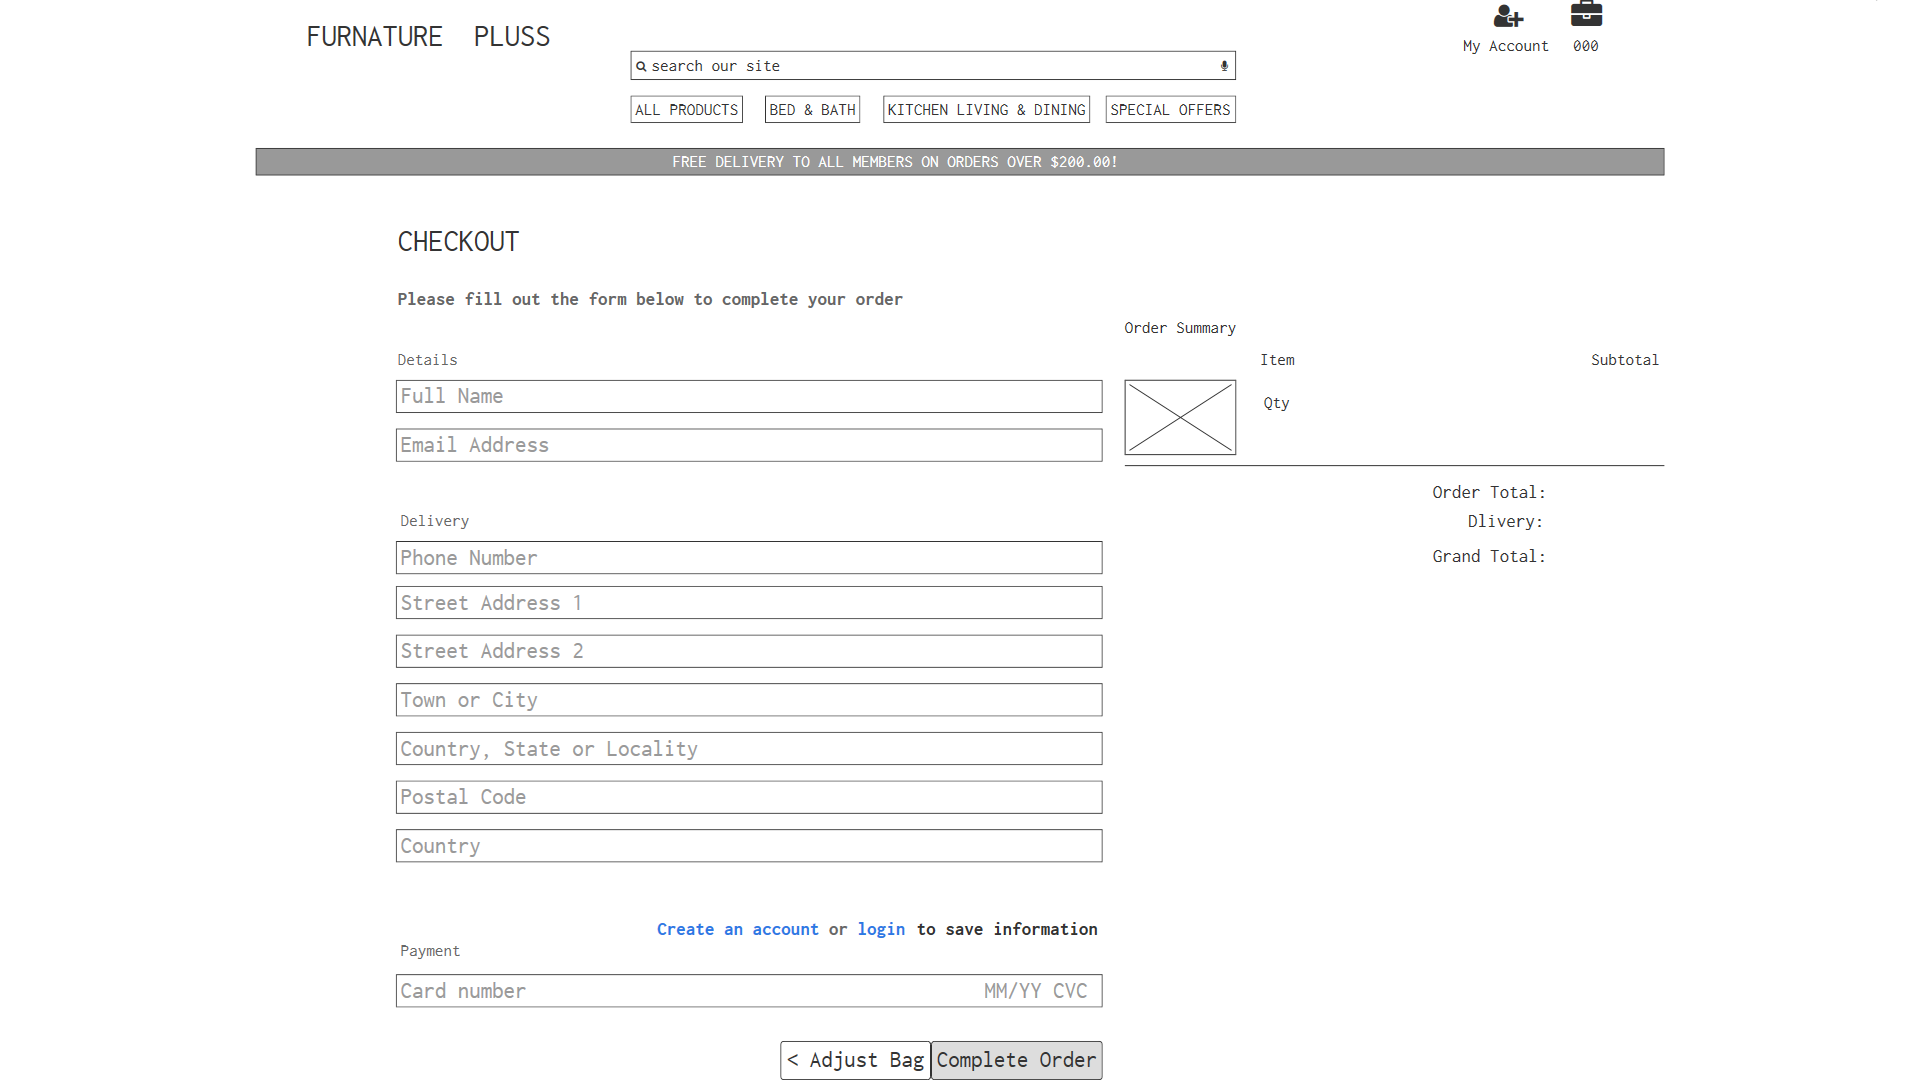 FURNATURE PLUSS
My Account 000
search our site
ALL PRODUCTS BED & BATH KITCHEN LIVING & DINING SPECIAL OFFERS
FREE DELIVERY TO ALL MEMBERS ON ORDERS OVER $200.00!
CHECKOUT
Please fill out the form below to complete your order
Details
Full Name
Email Address
Delivery
Phone Number
Street Address 1
Street Address 2
Town or City
Country, State or Locality
Postal Code
Country
Create an account or login to save information
Payment
Card number MM/YY CVC
< Adjust Bag Complete Order
Order Summary
Item Subtotal
Qty
Order Total:
Dlivery:
Grand Total: